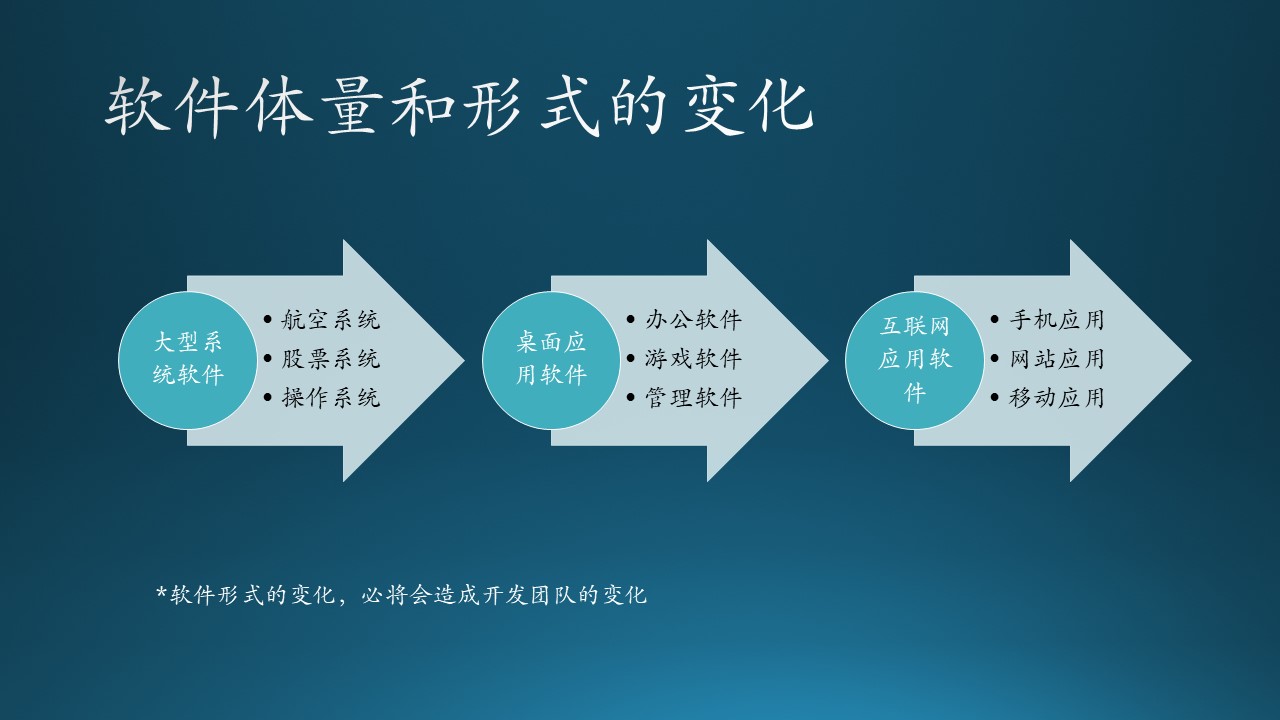 软件体量和形式的变化
大型系
统软件
• 航空系统
• 股票系统
• 操作系统
桌面应
用软件
• 办公软件
• 游戏软件
• 管理软件
互联网
应用软
件
• 手机应用
• 网站应用
• 移动应用
*软件形式的变化，必将会造成开发团队的变化